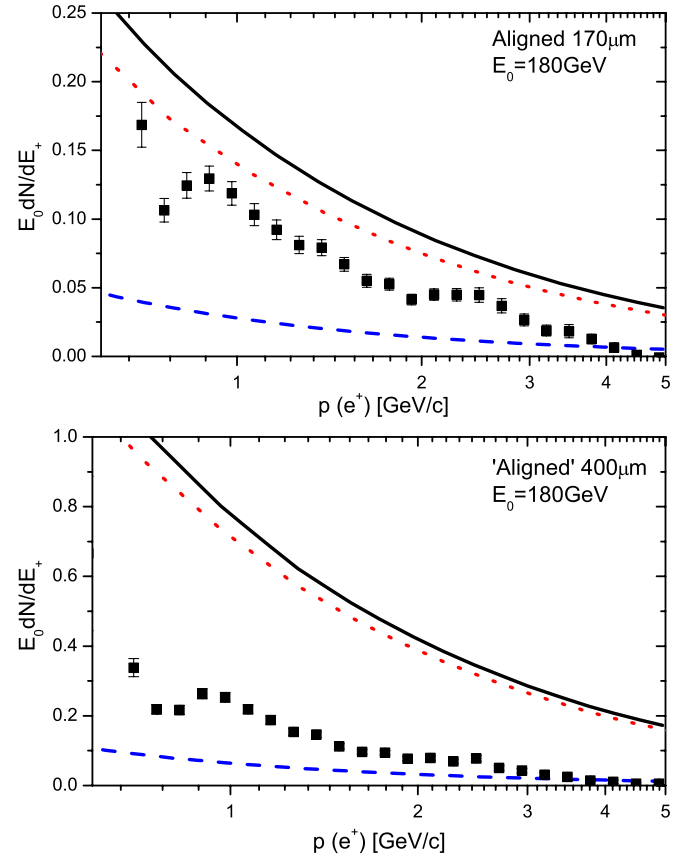 0.25
0.20
0.15
0.10
0.05
0.00
E₀dN/dE₊
Aligned 170μm
E₀=180GeV
1 2 3 4 5
p (e⁺) [GeV/c]
1.0
0.8
0.6
0.4
0.2
0.0
E₀dN/dE₊
'Aligned' 400μm
E₀=180GeV
1 2 3 4 5
p (e⁺) [GeV/c]